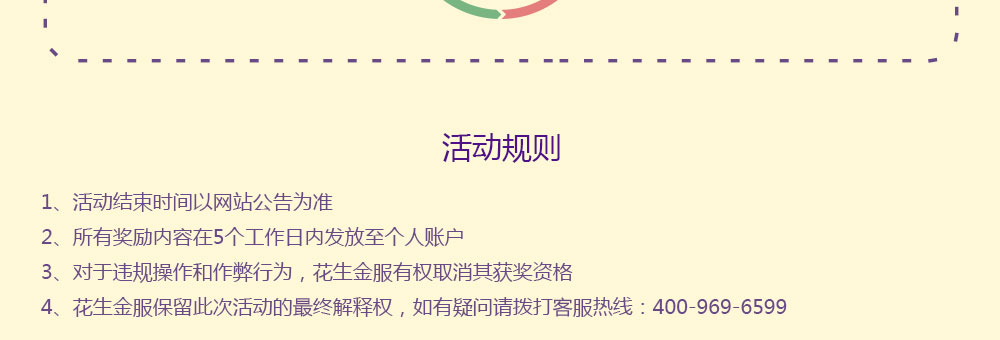 活动规则
1、活动结束时间以网站公告为准
2、所有奖励内容在5个工作日内发放至个人账户
3、对于违规操作和作弊行为，花生金服有权取消其获奖资格
4、花生金服保留此次活动的最终解释权，如有疑问请拨打客服热线：400-969-6599